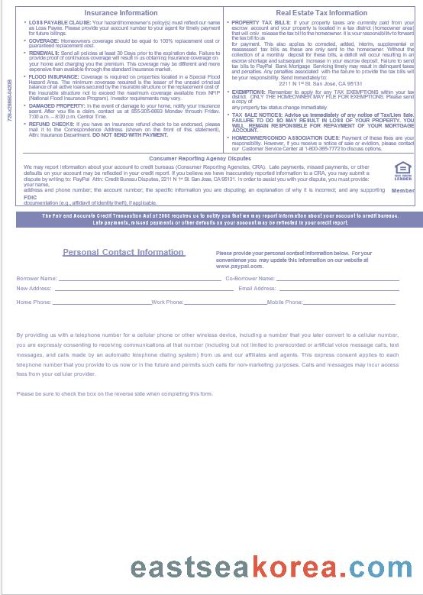 Insurance Information
• LOSS PAYABLE CLAUSE: Your hazard/homeowner's policy(s) must reflect our name
as Loss Payee. Please provide your account number to your agent for timely payment
for future billings.
• COVERAGE: Homeowners coverage should be equal to 100% replacement cost or
guaranteed replacement cost.
• RENEWALS: Send all policies at least 30 Days prior to the expiration date. Failure to
provide proof of continuous coverage will result in us obtaining insurance coverage on
your home and charging you the premium. This coverage may be different and more
expensive than available through the standard insurance market.
FLOOD INSURANCE: Coverage is required on properties located in a Special Flood
Hazard Area. The minimum coverage required is the lesser of the unpaid principal
balance of all active loans secured by the insurable structure or the replacement cost of
the insurable structure not to exceed the maximum coverage available from NFIP
(National Flood Insurance Program). Investor requirements may vary.
DAMAGED PROPERTY: In the event of damage to your home, notify your insurance
agent. After you file a claim, contact us at Monday through Friday,
7:00 a.m. – 8:00 p.m. Central Time.
REFUND CHECKS: If you have an insurance refund check to be endorsed, please
mail it to the Correspondence Address (shown on the front of this statement),
Attn: Insurance Department. DO NOT SEND WITH PAYMENT.
Real Estate Tax Information
• PROPERTY TAX BILLS: If your property taxes are currently paid from your
escrow account and your property is located in a tax district (homeowner area)
that will only release the tax bill to the homeowner. It is your responsibility to forward
the tax bill to us
for payment. This also applies to corrected, added, interim, supplemental or
reassessed tax bills as these are only sent to the homeowner. Without the
collection of a monthly deposit for these bills, a debit will occur resulting in an
escrow shortage and subsequent increase in your escrow deposit. Failure to send
tax bills to PayPal Bank Mortgage, Servicing timely may result in delinquent taxes
and penalties. Any penalties associated with the failure to provide the tax bills will
be your responsibility. Send immediately to:
2211 N 1st St. San Jose, CA 95131
• EXEMPTIONS: Remember to apply for any TAX EXEMPTIONS within your tax
district. ONLY THE HOMEOWNER MAY FILE FOR EXEMPTIONS. Please send
a copy of
any property tax status change immediately.
• TAX SALE NOTICES: Advise us immediately of any notice of Tax/Lien Sale.
FAILURE TO DO SO MAY RESULT IN LOSS OF YOUR PROPERTY. YOU
WILL REMAIN RESPONSIBLE FOR REPAYMENT OF YOUR MORTGAGE
ACCOUNT.
• HOMEOWNER/CONDO ASSOCIATION DUES: Payment of these fees are your
responsibility. However, if you receive a notice of sale or eviction, please contact
our Customer Service Center at to discuss options.
Consumer Reporting Agency Disputes
We may report information about your account to credit bureaus (Consumer Reporting Agencies, CRA). Late payments, missed payments, or other
defaults on your account may be reflected in your credit report. If you believe we have inaccurately reported information to a CRA, you may submit a
dispute by writing to: PayPal Attn: Credit Bureau Disputes, 2211 N 1st St. San Jose, CA 95131. In order to assist you with your dispute, you must provide:
your name,
address and phone number; the account number; the specific information you are disputing; an explanation of why it is incorrect; and any supporting
FDIC
documentation (e.g., affidavit of identity theft), if applicable.
LENDER
Member
The Fair and Accurate Credit Transaction Act of 2003 requires us to notify you that we may report information about your account to credit bureaus.
Late payments, missed payments or other defaults on your account may be reflected in your credit report.
Personal Contact Information
Please provide your personal contact information below. For your
convenience you may update this information on our website at
www.paypal.com.
Borrower Name: Co-Borrower Name:
New Address: Email Address:
Home Phone: Work Phone: Mobile Phone:
By providing us with a telephone number for a cellular phone or other wireless device, including a number that you later convert to a cellular number,
you are expressly consenting to receiving communications at that number (including but not limited to prerecorded or artificial voice message calls, text
messages, and calls made by an automatic telephone dialing system) from us and our affiliates and agents. This express consent applies to each
telephone number that you provide to us now or in the future and permits such calls for non-marketing purposes. Calls and messages may incur access
fees from your cellular provider.
Please be sure to check the box on the reverse side when completing this form.
eastseakorea.com